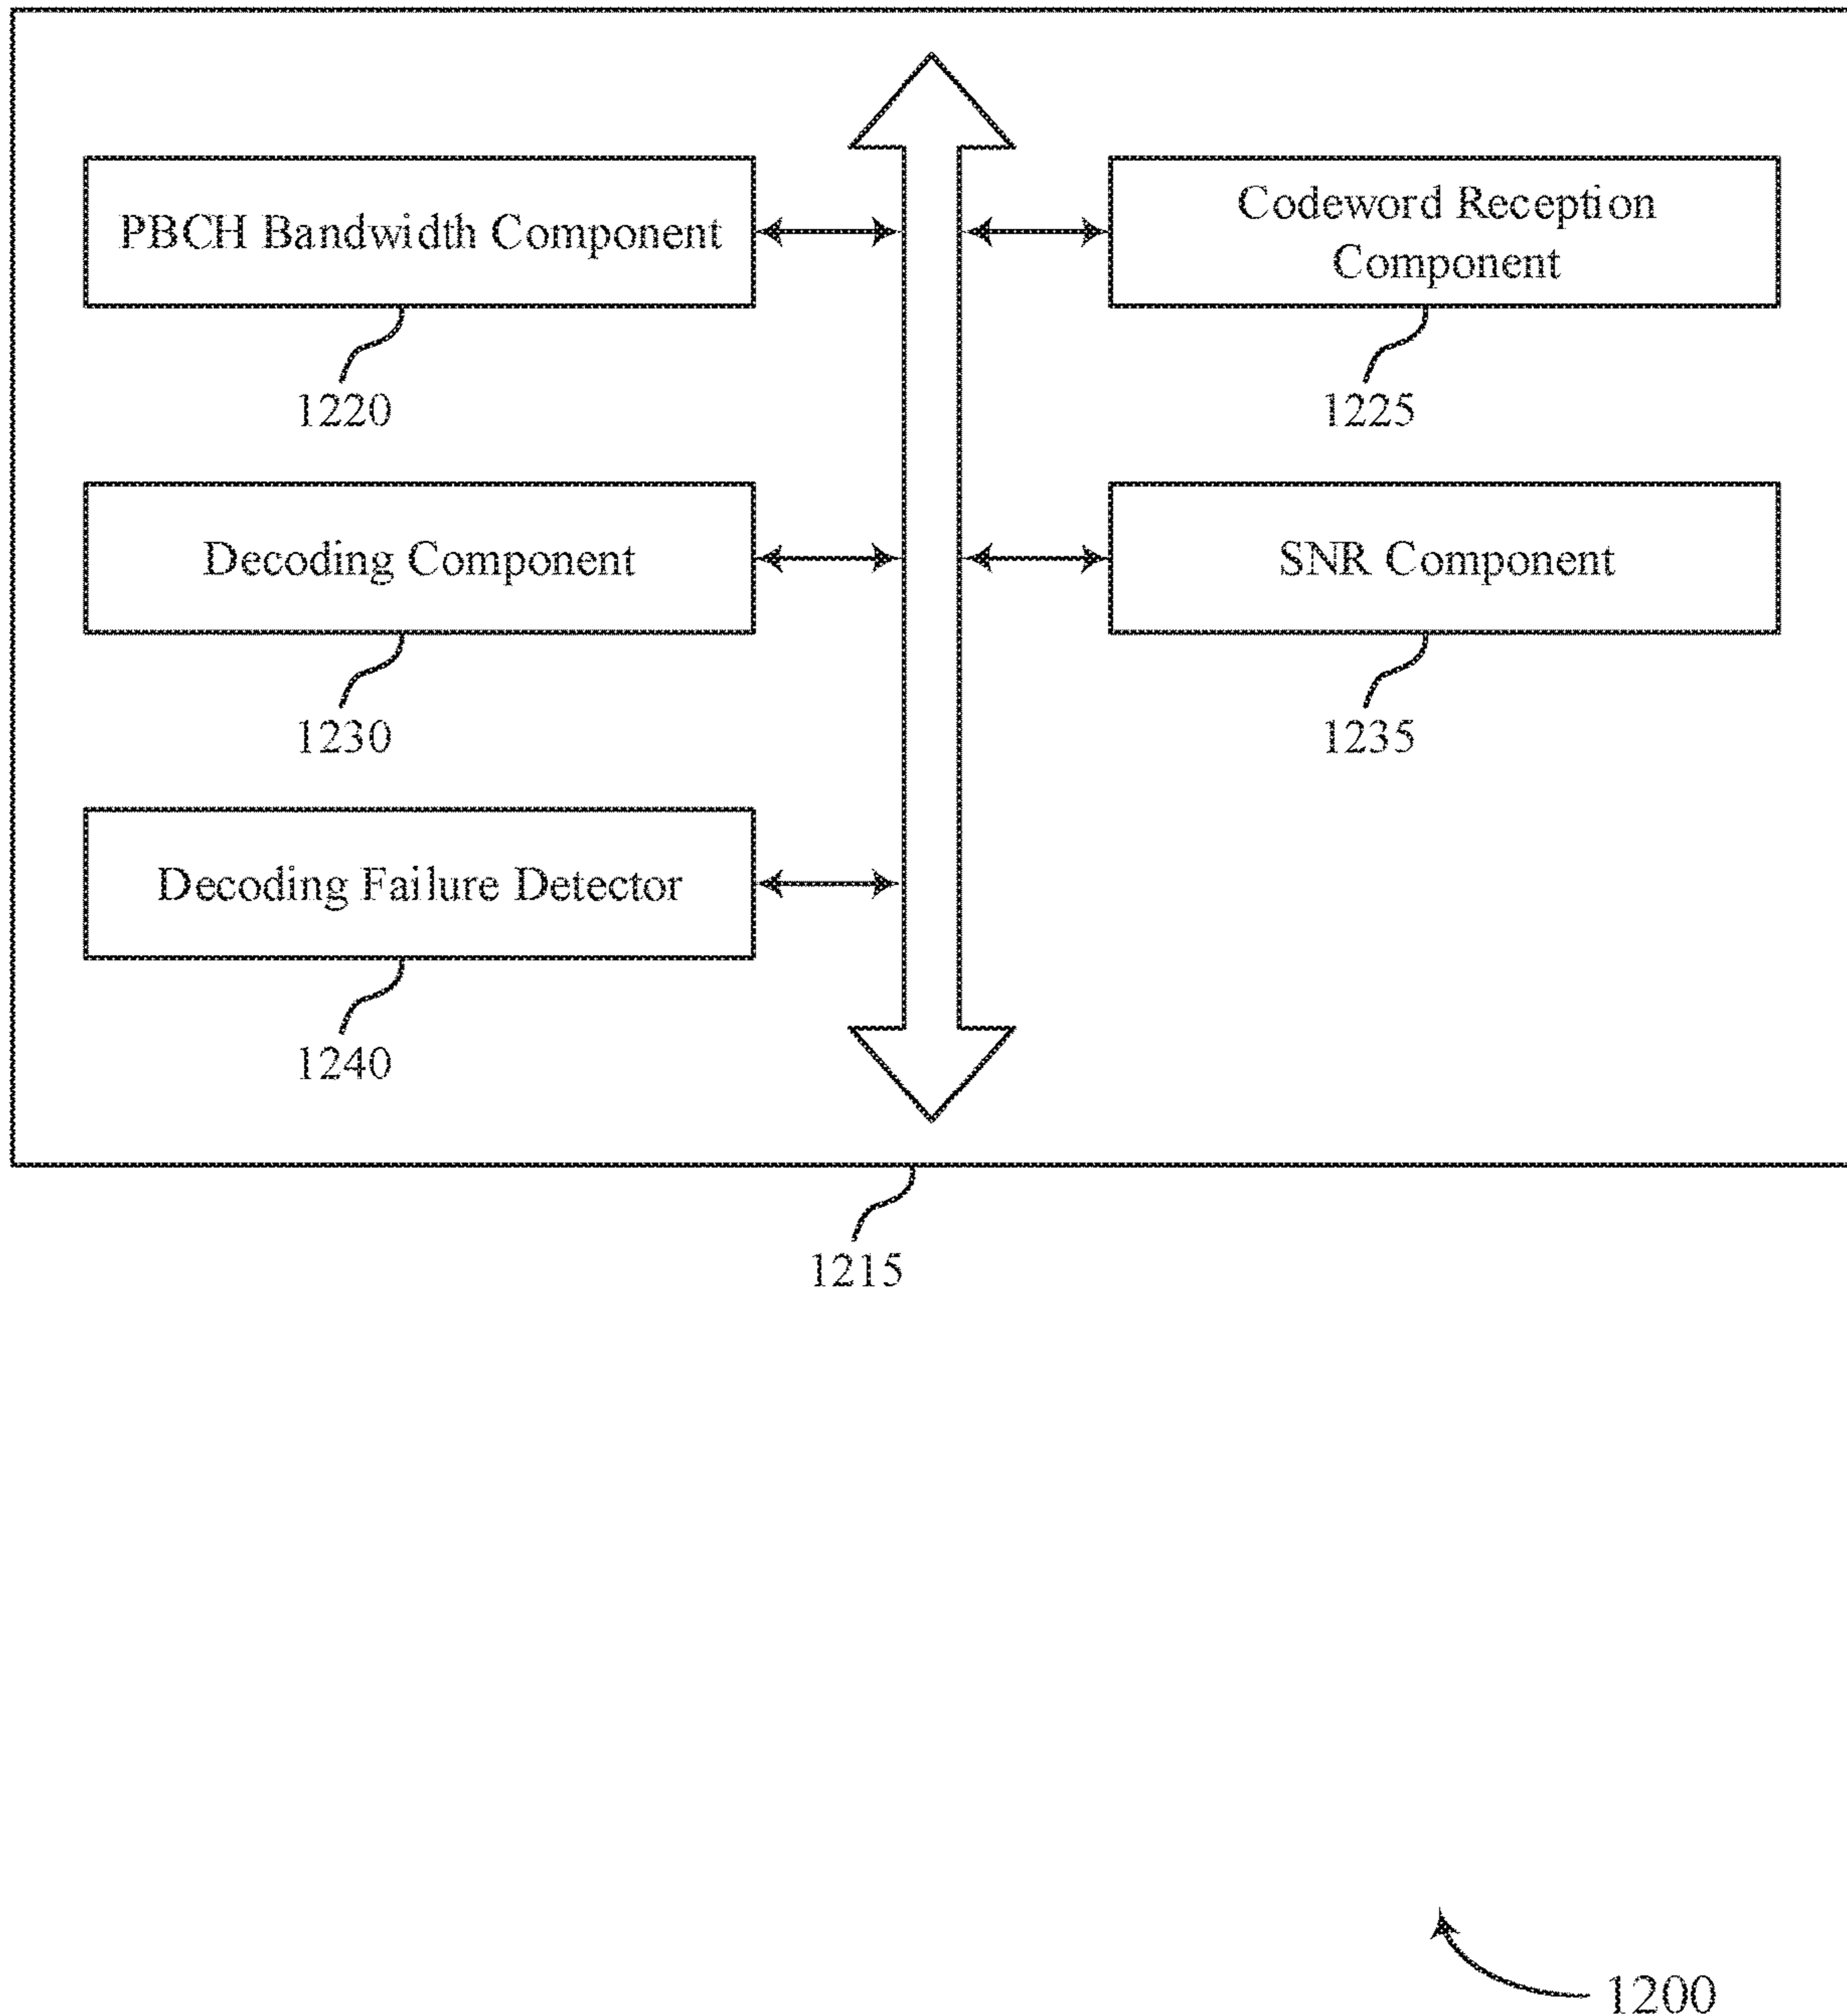 PBCH Bandwidth Component
1220
Codeword Reception
Component
1225
Decoding Component
1230
SNR Component
1235
Decoding Failure Detector
1240
1215
1200